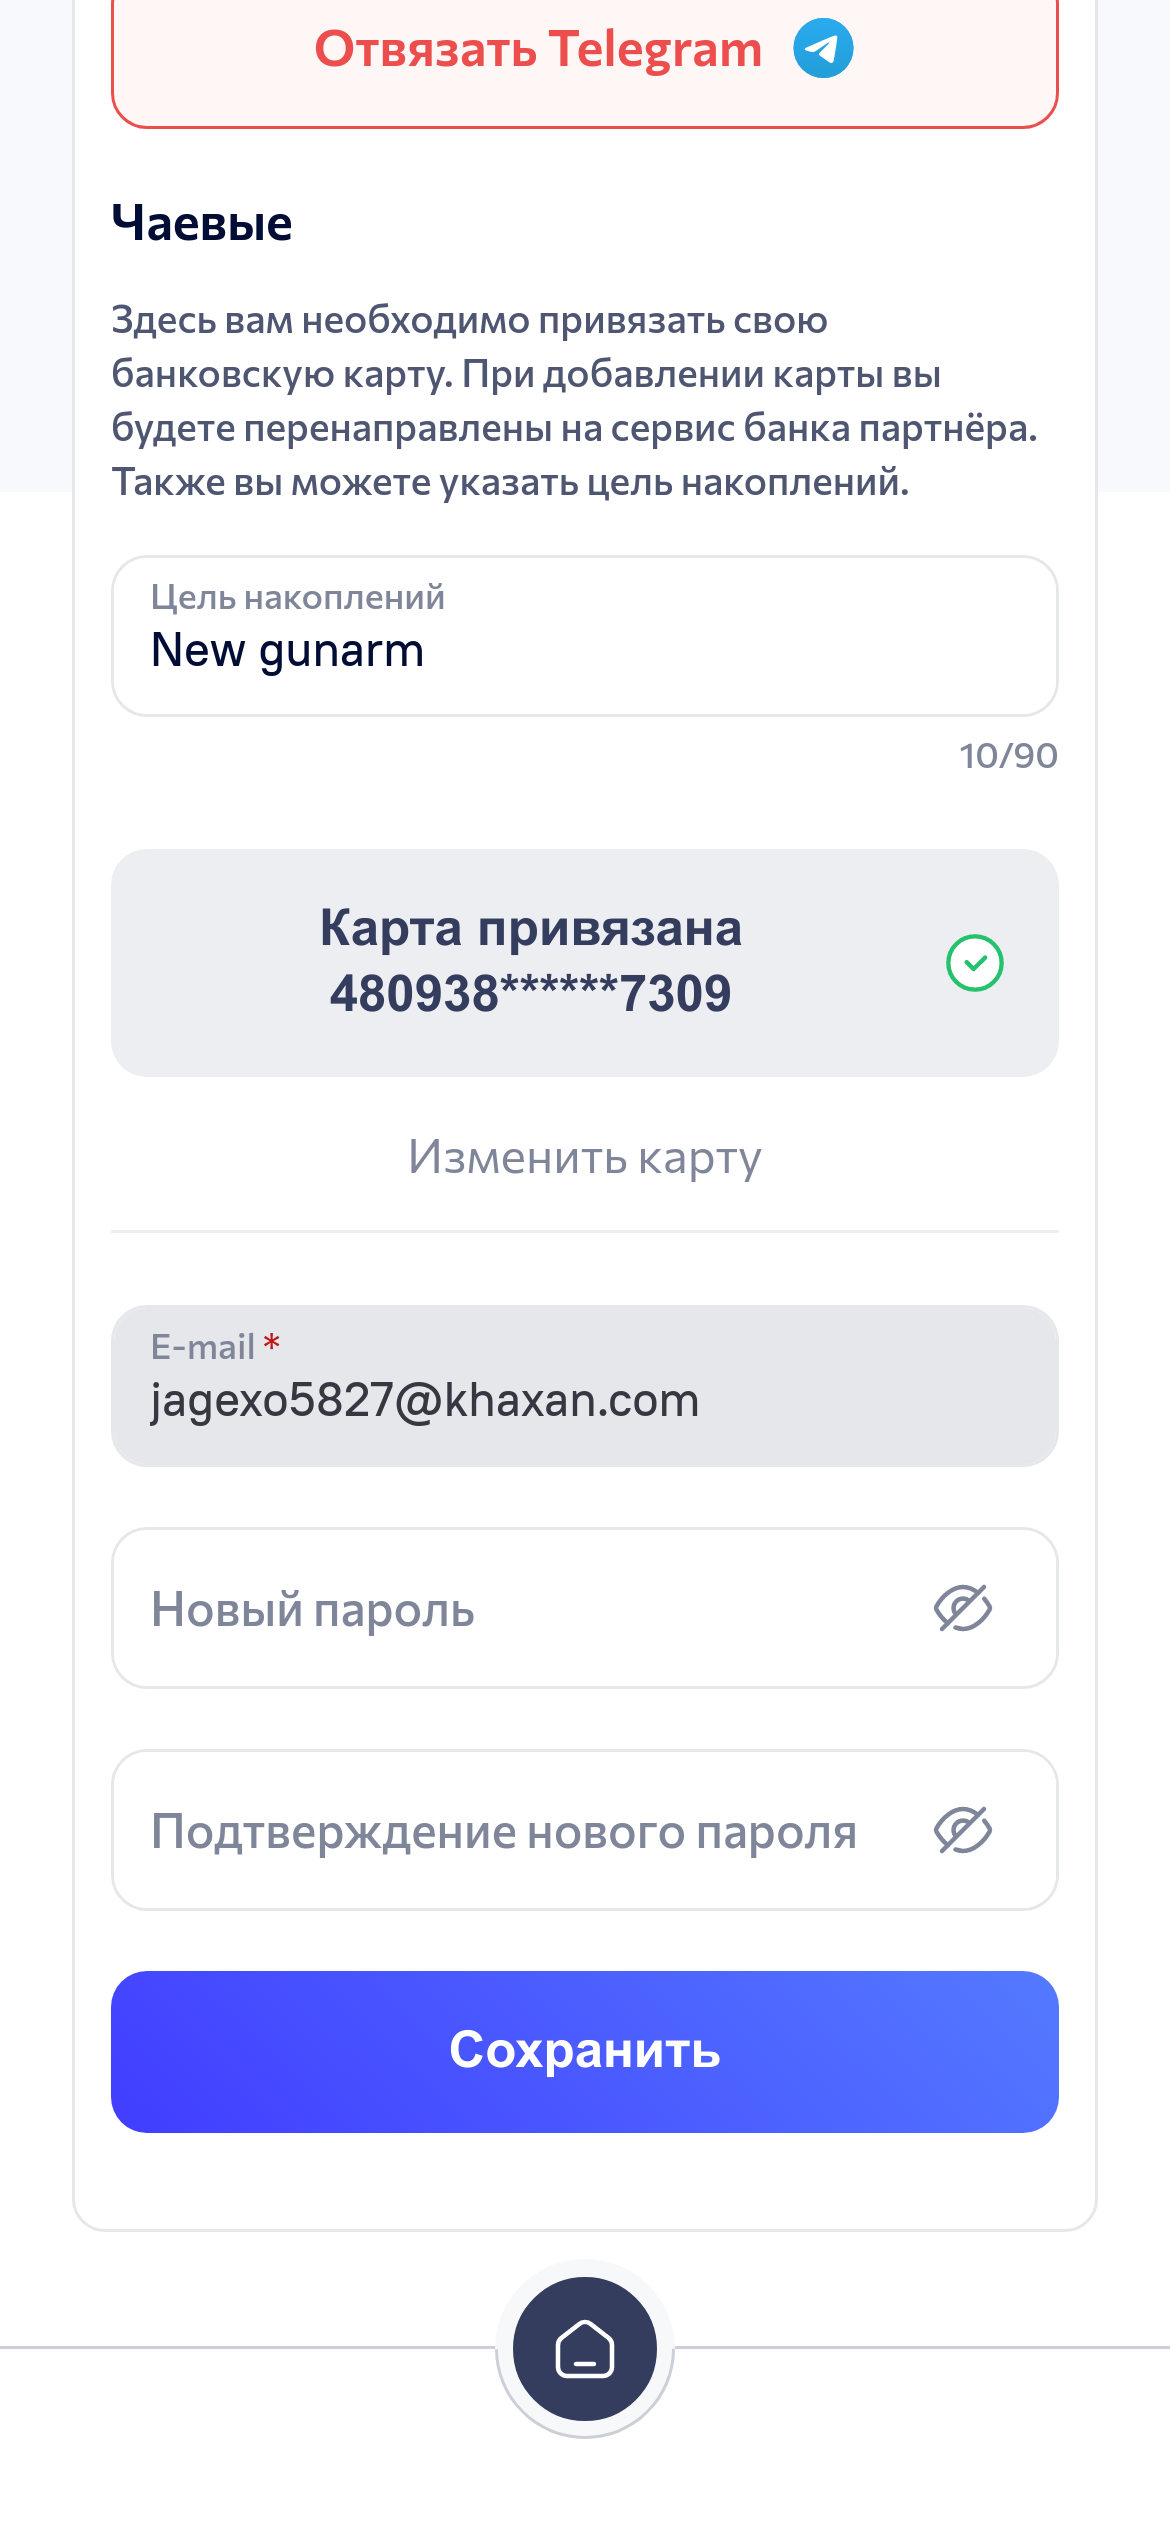 Отвязать Telegram
Чаевые
Здесь вам необходимо привязать свою
банковскую карту. При добавлении карты вы
будете перенаправлены на сервис банка партнёра.
Также вы можете указать цель накоплений.
Цель накоплений
New gunarm
10/90
Карта привязана
480938******7309
Изменить карту
E-mail *
jagexo5827@khaxan.com
Новый пароль
Подтверждение нового пароля
Сохранить